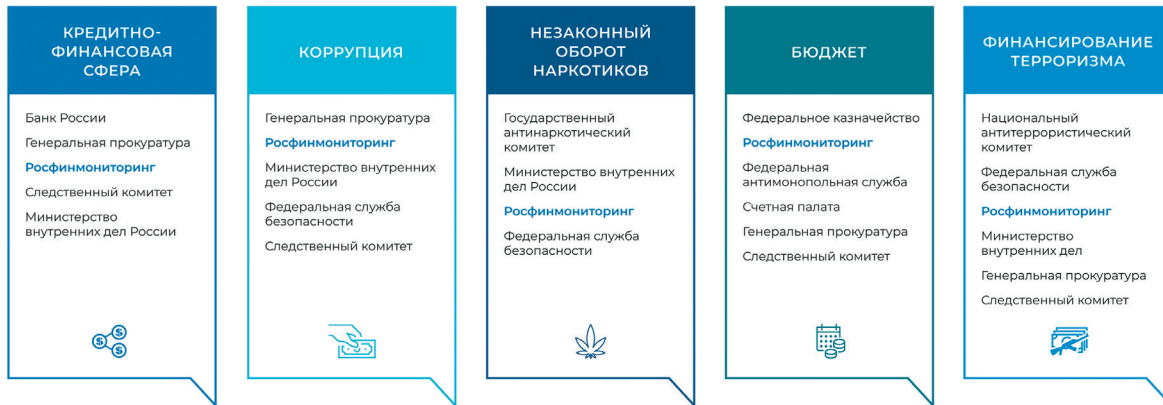 КРЕДИТНО-
ФИНАНСОВАЯ
СФЕРА
Банк России
Генеральная прокуратура
Росфинмониторинг
Следственный комитет
Министерство
внутренних дел России
КОРРУПЦИЯ
Генеральная прокуратура
Росфинмониторинг
Министерство внутренних
дел России
Федеральная служба
безопасности
Следственный комитет
НЕЗАКОННЫЙ
ОБОРОТ
НАРКОТИКОВ
Государственный
антинаркотический
комитет
Министерство внутренних
дел России
Росфинмониторинг
Федеральная служба
безопасности
БЮДЖЕТ
Федеральное казначейство
Росфинмониторинг
Федеральная
антимонопольная служба
Счетная палата
Генеральная прокуратура
Следственный комитет
ФИНАНСИРОВАНИЕ
ТЕРРОРИЗМА
Национальный
антитеррористический
комитет
Федеральная служба
безопасности
Росфинмониторинг
Министерство
внутренних дел
Генеральная прокуратура
Следственный комитет